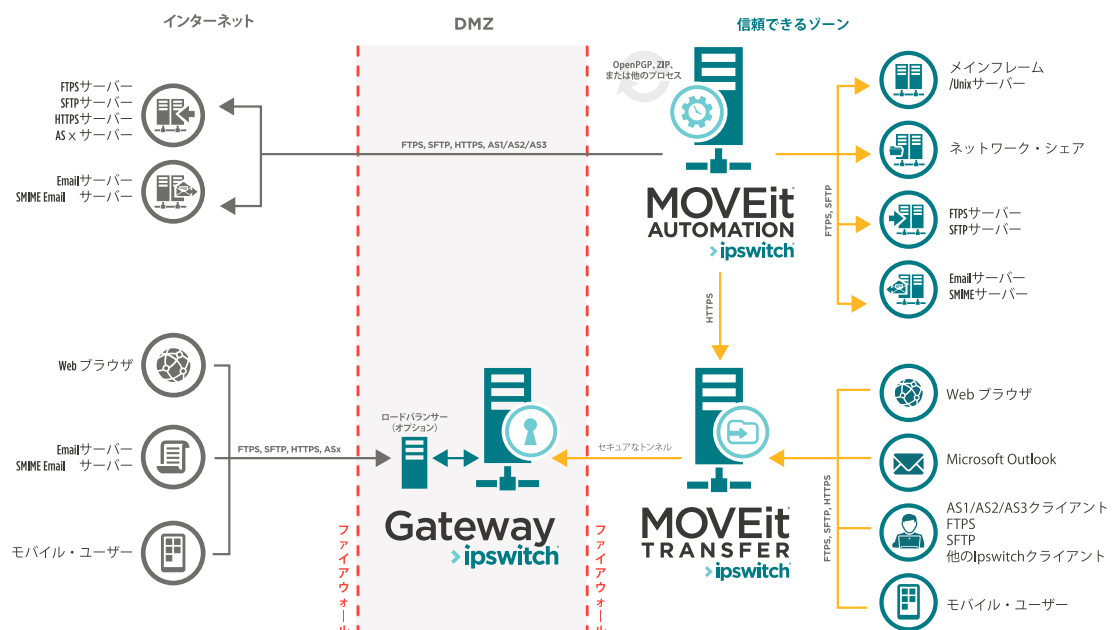 インターネット
DMZ
信頼できるゾーン
FTPSサーバー
SFTPサーバー
HTTPSサーバー
AS x サーバー
Emailサーバー
SMIME Email サーバー
FTPS, SFTP, HTTPS, AS1/AS2/AS3
OpenPGP、ZIP、
または他のプロセス
MOVEit
AUTOMATION
ipswitch
FTPS, SFTP
メインフレーム
/Unixサーバー
ネットワーク・シェア
FTPSサーバー
SFTPサーバー
Emailサーバー
SMIMEサーバー
HTTPS
Web ブラウザ
Emailサーバー
SMIME Email サーバー
モバイル・ユーザー
FTPS, SFTP, HTTPS, ASx
ロードバランサー
(オプション)
Gateway
ipswitch
ファイアウォール
ファイアウォール
セキュアなトンネル
MOVEit
TRANSFER
ipswitch
FTPS, SFTP, HTTPS
Web ブラウザ
Microsoft Outlook
AS1/AS2/AS3クライアント
FTPS
SFTP
他のIpswitchクライアント
モバイル・ユーザー